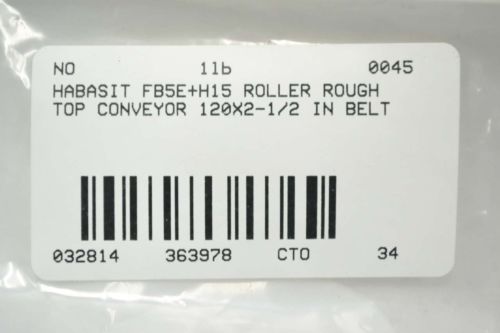 NO 1lb 0045
HABASIT FB5E+H15 ROLLER ROUGH
TOP CONVEYOR 120X2-1/2 IN BELT
032814 363978 CTO 34